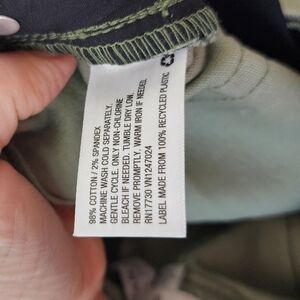 98% COTTON / 2% SPANDEX
MACHINE WASH COLD SEPARATELY.
GENTLE CYCLE. ONLY NON-CHLORINE
BLEACH IF NEEDED. TUMBLE DRY LOW.
REMOVE PROMPTLY. WARM IRON IF NEEDED.
RN17730 VN1247024
LABEL MADE FROM 100% RECYCLED PLASTIC